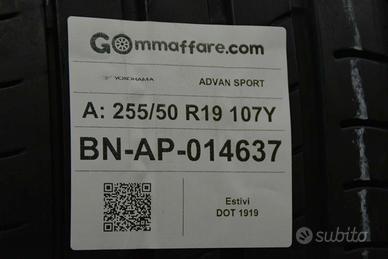 GOmmaffare.com
YOKOHAMA ADVAN SPORT
A: 255/50 R19 107Y
BN-AP-014637
Estivi
DOT 1919
subito